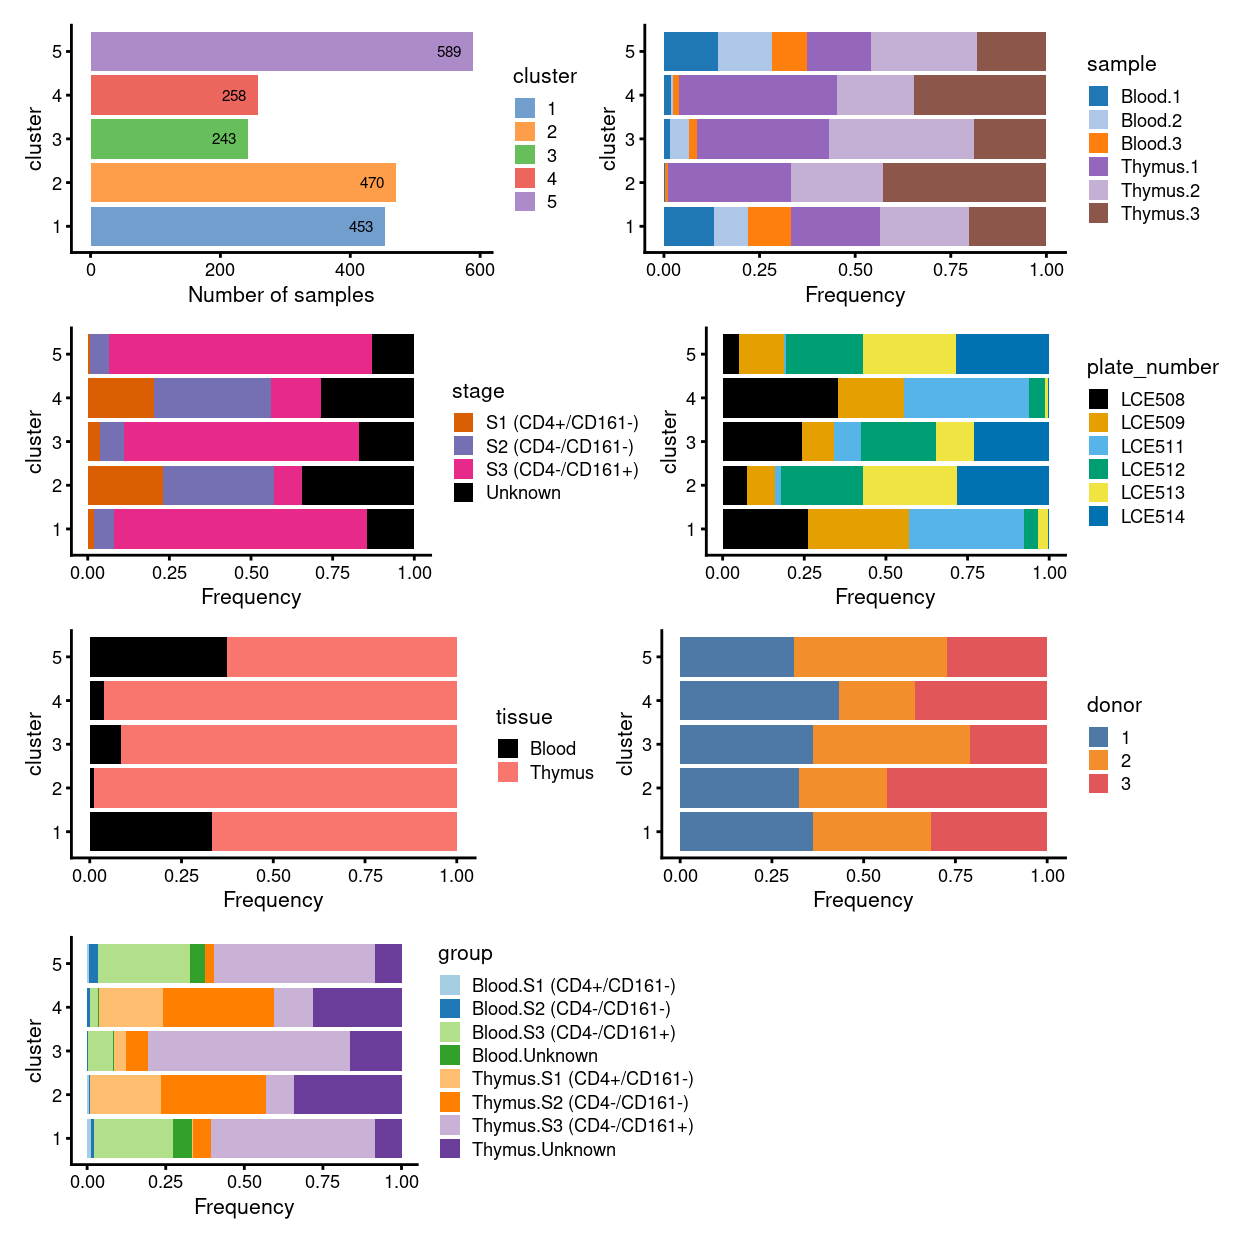 cluster
5
4
3
2
1
589
258
243
470
453
0
200
400
600
Number of samples
cluster
1
2
3
4
5
cluster
5
4
3
2
1
0.00
0.25
0.50
0.75
1.00
Frequency
sample
Blood.1
Blood.2
Blood.3
Thymus.1
Thymus.2
Thymus.3
cluster
5
4
3
2
1
0.00
0.25
0.50
0.75
1.00
Frequency
stage
S1 (CD4+/CD161-)
S2 (CD4-/CD161-)
S3 (CD4-/CD161+)
Unknown
cluster
5
4
3
2
1
0.00
0.25
0.50
0.75
1.00
Frequency
plate_number
LCE508
LCE509
LCE511
LCE512
LCE513
LCE514
cluster
5
4
3
2
1
0.00
0.25
0.50
0.75
1.00
Frequency
tissue
Blood
Thymus
cluster
5
4
3
2
1
0.00
0.25
0.50
0.75
1.00
Frequency
donor
1
2
3
cluster
5
4
3
2
1
0.00
0.25
0.50
0.75
1.00
Frequency
group
Blood.S1 (CD4+/CD161-)
Blood.S2 (CD4-/CD161-)
Blood.S3 (CD4-/CD161+)
Blood.Unknown
Thymus.S1 (CD4+/CD161-)
Thymus.S2 (CD4-/CD161-)
Thymus.S3 (CD4-/CD161+)
Thymus.Unknown